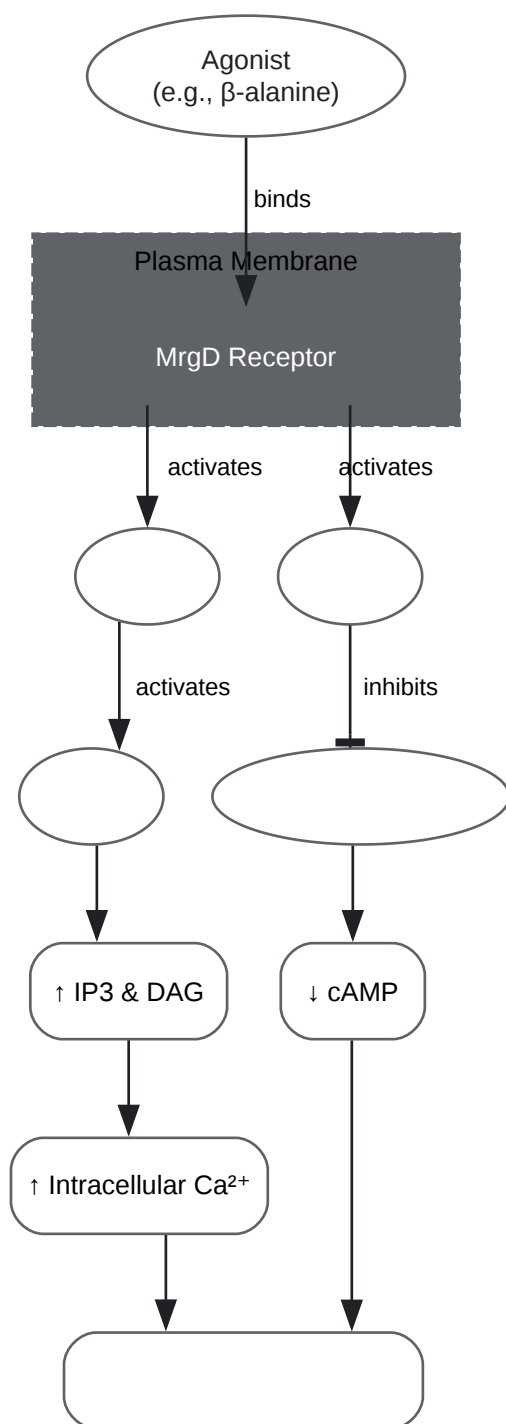 Agonist
(e.g., β-alanine)
binds
Plasma Membrane
MrgD Receptor
activates
activates
activates
inhibits
↑ IP3 & DAG
↓ cAMP
↑ Intracellular Ca²⁺